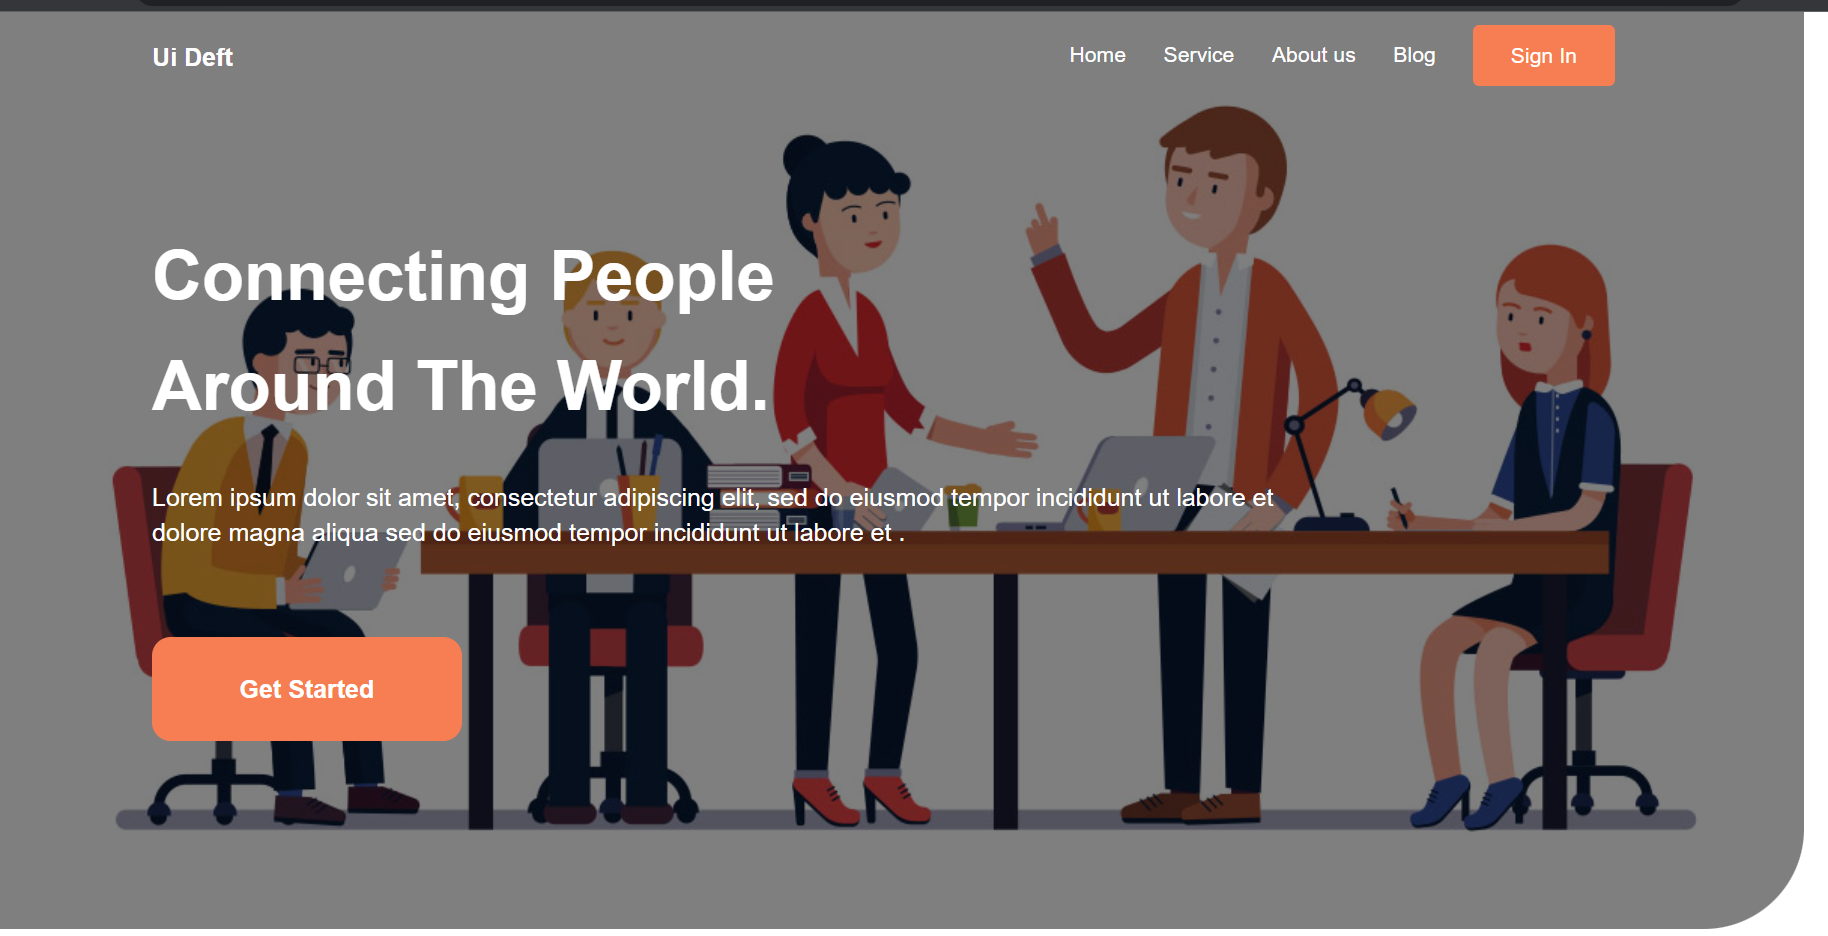 Ui Deft
Home Service About us Blog Sign In
Connecting People
Around The World.
Lorem ipsum dolor sit amet, consectetur adipiscing elit, sed do eiusmod tempor incididunt ut labore et
dolore magna aliqua sed do eiusmod tempor incididunt ut labore et .
Get Started